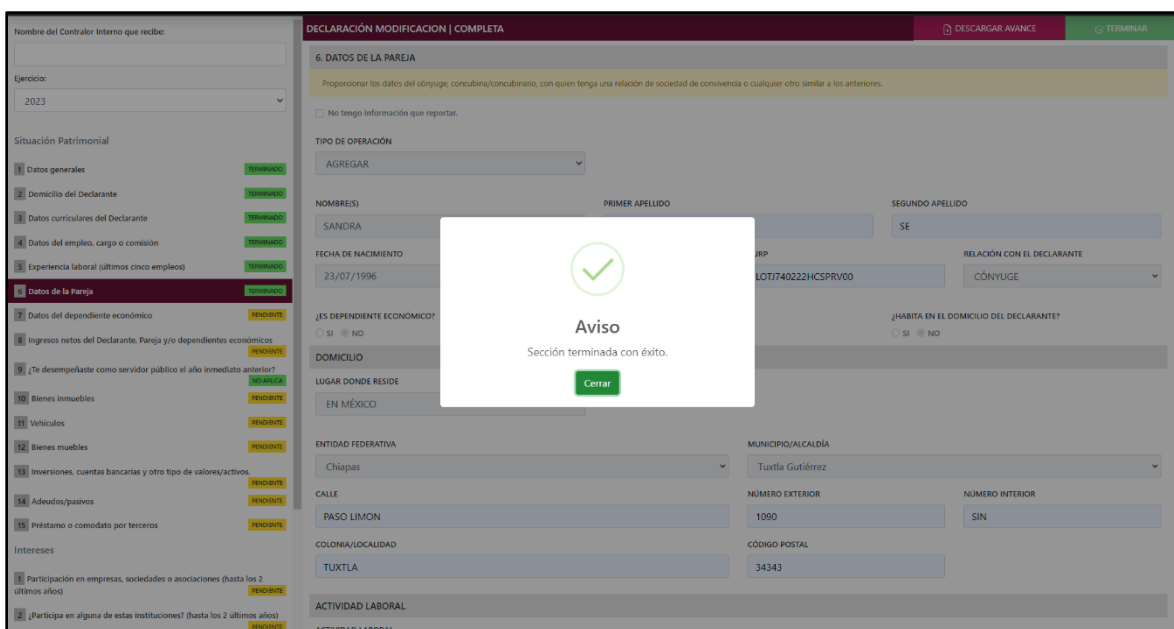 Nombre del Contralor Interno que recibe:
Ejercicio:
2023
Situación Patrimonial
1 Datos generales TERMINADO
2 Domicilio del Declarante TERMINADO
3 Datos curriculares del Declarante TERMINADO
4 Datos del empleo, cargo o comisión TERMINADO
5 Experiencia laboral (últimos cinco empleos) TERMINADO
6 Datos de la Pareja TERMINADO
7 Datos del dependiente económico PENDIENTE
8 Ingresos netos del Declarante, Pareja y/o dependientes económicos
PENDIENTE
9 ¿Te desempeñaste como servidor público el año inmediato anterior?
NO APLICA
10 Bienes inmuebles PENDIENTE
11 Vehículos PENDIENTE
12 Bienes muebles PENDIENTE
13 Inversiones, cuentas bancarias y otro tipo de valores/activos.
PENDIENTE
14 Adeudos/pasivos PENDIENTE
15 Préstamo o comodato por terceros PENDIENTE
Intereses
1 Participación en empresas, sociedades o asociaciones (hasta los 2
últimos años) PENDIENTE
2 ¿Participa en alguna de estas instituciones? (hasta los 2 últimos años)
PENDIENTE
DECLARACIÓN MODIFICACION | COMPLETA DESCARGAR AVANCE TERMINAR
6. DATOS DE LA PAREJA
Proporcionar los datos del cónyuge, concubina/concubinario, con quien tenga una relación de sociedad de convivencia o cualquier otro similar a los anteriores.
No tengo información que reportar.
TIPO DE OPERACIÓN
AGREGAR
NOMBRE(S) PRIMER APELLIDO SEGUNDO APELLIDO
SANDRA SE
FECHA DE NACIMIENTO RELACIÓN CON EL DECLARANTE
23/07/1996 LOTJ740222HCSPRV00 CÓNYUGE
¿ES DEPENDIENTE ECONÓMICO? ¿HABITA EN EL DOMICILIO DEL DECLARANTE?
SI NO SI NO
Aviso
Sección terminada con éxito.
Cerrar
DOMICILIO
LUGAR DONDE RESIDE
EN MÉXICO
ENTIDAD FEDERATIVA MUNICIPIO/ALCALDÍA
Chiapas Tuxtla Gutiérrez
CALLE NÚMERO EXTERIOR NÚMERO INTERIOR
PASO LIMON 1090 SIN
COLONIA/LOCALIDAD CÓDIGO POSTAL
TUXTLA 34343
ACTIVIDAD LABORAL